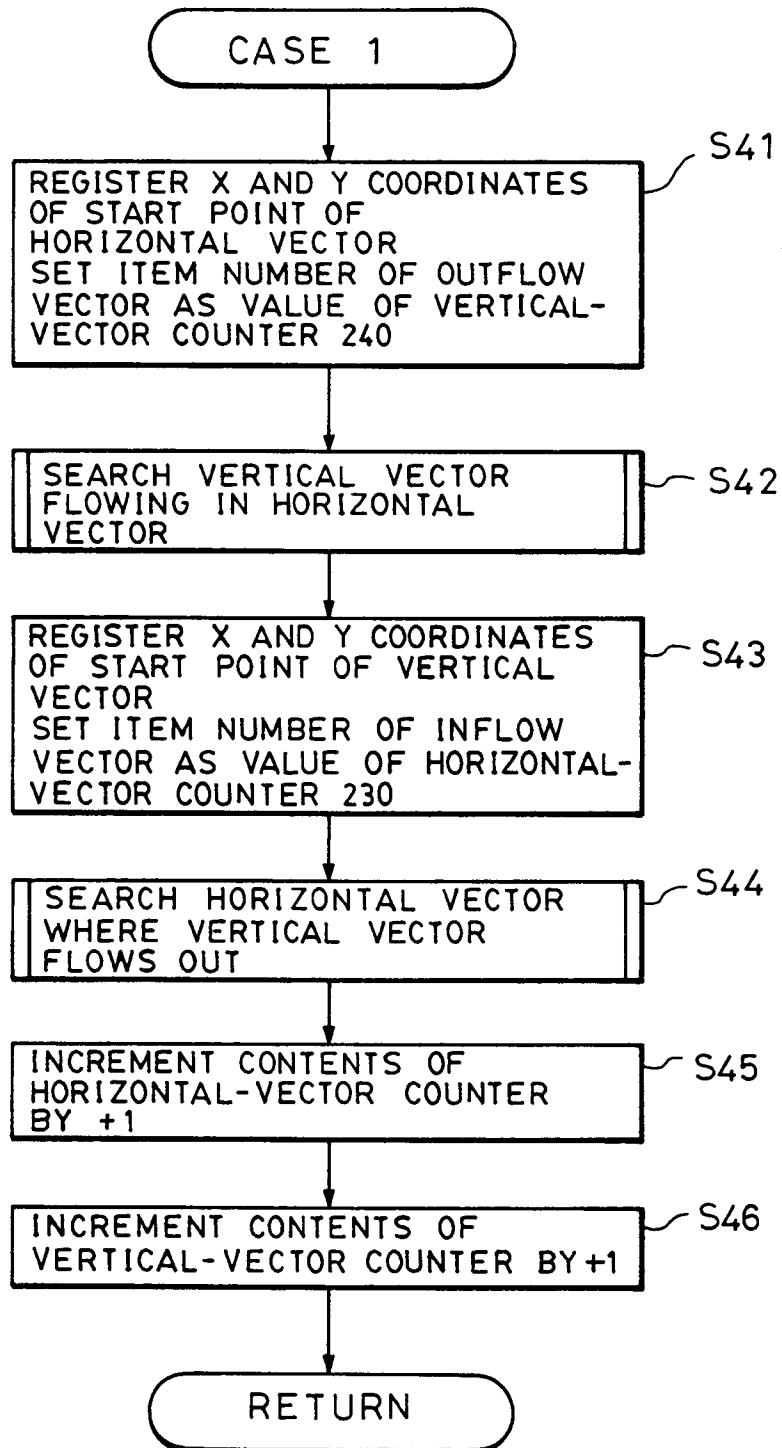 CASE 1
S41
REGISTER X AND Y COORDINATES
OF START POINT OF
HORIZONTAL VECTOR
SET ITEM NUMBER OF OUTFLOW
VECTOR AS VALUE OF VERTICAL-
VECTOR COUNTER 240
S42
SEARCH VERTICAL VECTOR
FLOWING IN HORIZONTAL
VECTOR
S43
REGISTER X AND Y COORDINATES
OF START POINT OF VERTICAL
VECTOR
SET ITEM NUMBER OF INFLOW
VECTOR AS VALUE OF HORIZONTAL-
VECTOR COUNTER 230
S44
SEARCH HORIZONTAL VECTOR
WHERE VERTICAL VECTOR
FLOWS OUT
S45
INCREMENT CONTENTS OF
HORIZONTAL-VECTOR COUNTER
BY +1
S46
INCREMENT CONTENTS OF
VERTICAL-VECTOR COUNTER BY +1
RETURN